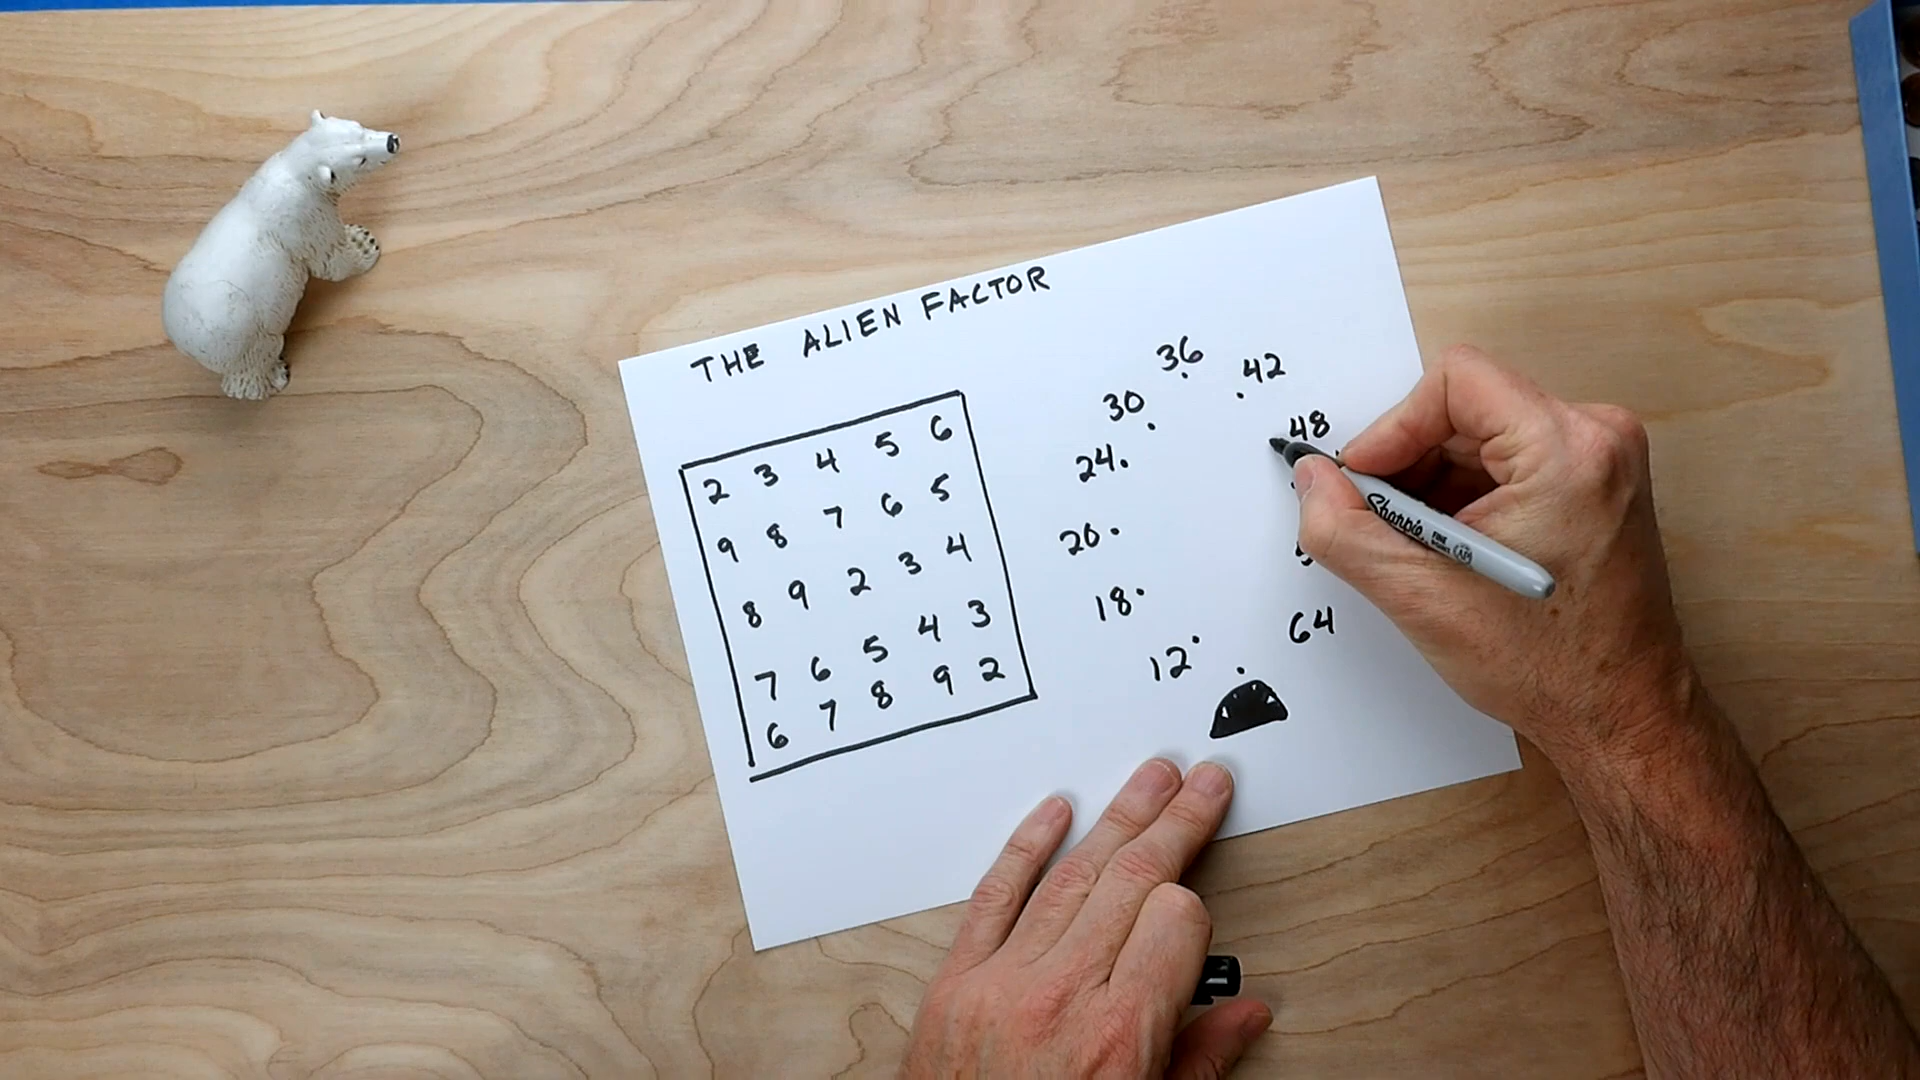 THE ALIEN FACTOR
2 3 4 5 6
9 8 7 6 5
8 9 2 3 4
7 6 5 4 3
6 7 8 9 2
36
42
30
48
24
20
18
64
12
Sharpie
FINE